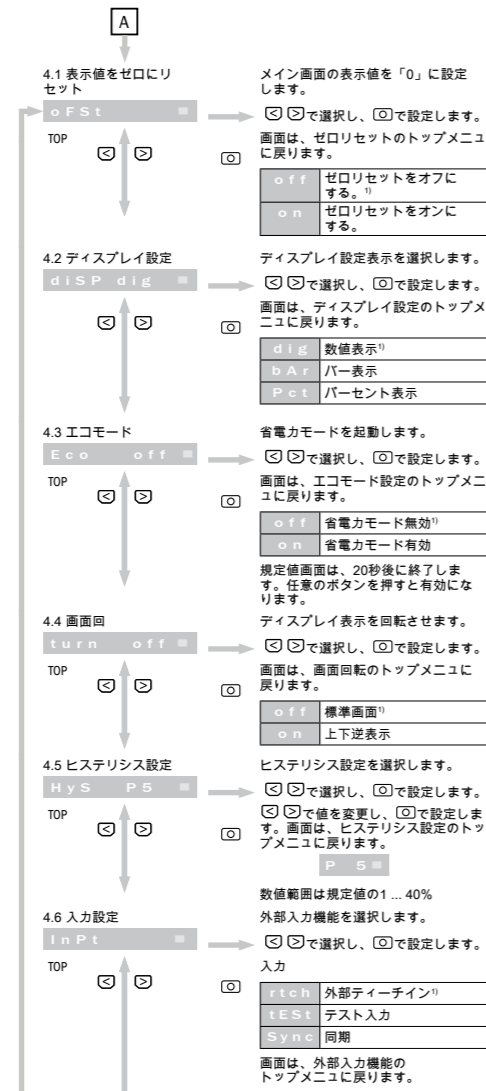 A
4.1 表示値をゼロにリ
セット
oFSt
TOP
メイン画面の表示値を「0」に設定
します。
で選択し、で設定します。
画面は、ゼロリセットのトップメニュー
に戻ります。
off ゼロリセットをオフに
する。1)
on ゼロリセットをオンに
する。
4.2 ディスプレイ設定
diSP dig
ディスプレイ設定表示を選択します。
で選択し、で設定します。
画面は、ディスプレイ設定のトップメ
ニュに戻ります。
dig 数値表示1)
bAr バー表示
Pct パーセント表示
4.3 エコモード
Eco off
TOP
省電力モードを起動します。
で選択し、で設定します。
画面は、エコモード設定のトップメニ
ュに戻ります。
off 省電力モード無効1)
on 省電力モード有効
規定値画面は、20秒後に終了しま
す。任意のボタンを押すと有効にな
ります。
4.4 画面回
turn off
TOP
ディスプレイ表示を回転させます。
で選択し、で設定します。
画面は、画面回転のトップメニュに
戻ります。
off 標準画面1)
on 上下逆表示
4.5 ヒステリシス設定
HyS P5
TOP
ヒステリシス設定を選択します。
で選択し、で設定します。
で値を変更し、で設定しま
す。画面は、ヒステリシス設定のトッ
プメニュに戻ります。
P 5
数値範囲は規定値の1 ... 40%
4.6 入力設定
InPt
TOP
外部入力機能を選択します。
で選択し、で設定します。
入力
rtch 外部ティーチイン1)
tESt テスト入力
Sync 同期
画面は、外部入力機能の
トップメニュに戻ります。